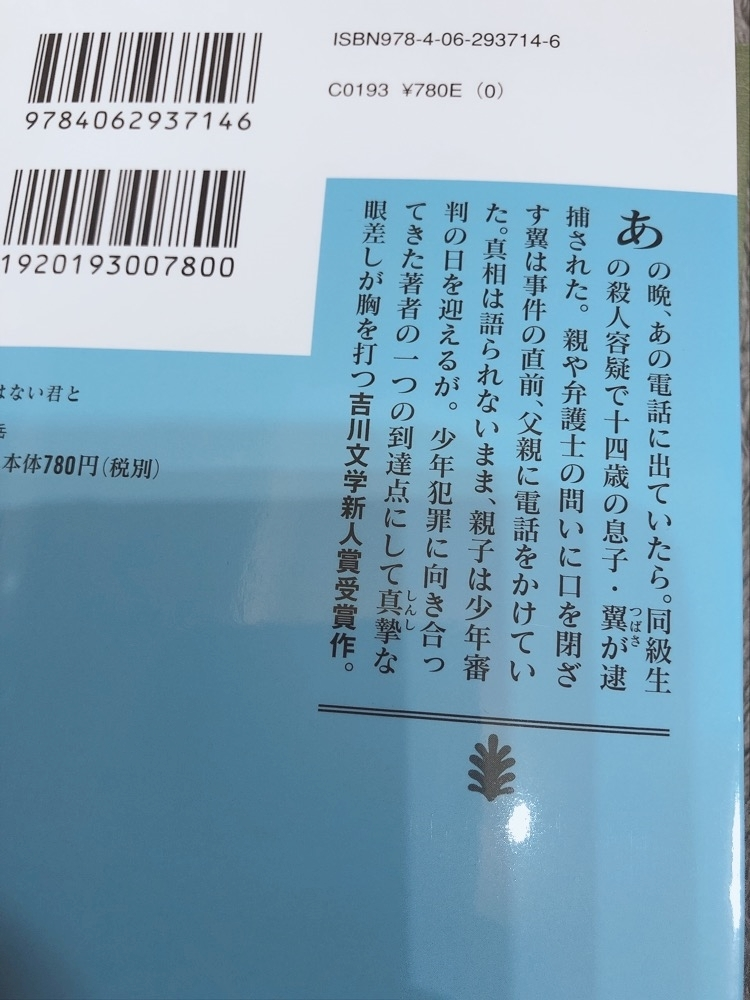 ISBN978-4-06-293714-6
C0193 ¥780E (0)
9784062937146
1920193007800
あの晩、あの電話に出ていたら。同級生
の殺人容疑で十四歳の息子・翼が逮
つばさ
捕された。親や弁護士の問いに口を閉ざ
す翼は事件の直前、父親に電話をかけてい
た。真相は語られないまま、親子は少年審
判の日を迎えるが。少年犯罪に向き合っ
てきた著者の一つの到達点にして真摯な
しんし
眼差しが胸を打つ吉川文学新人賞受賞作。
はない君と
岳
本体780円(税別)